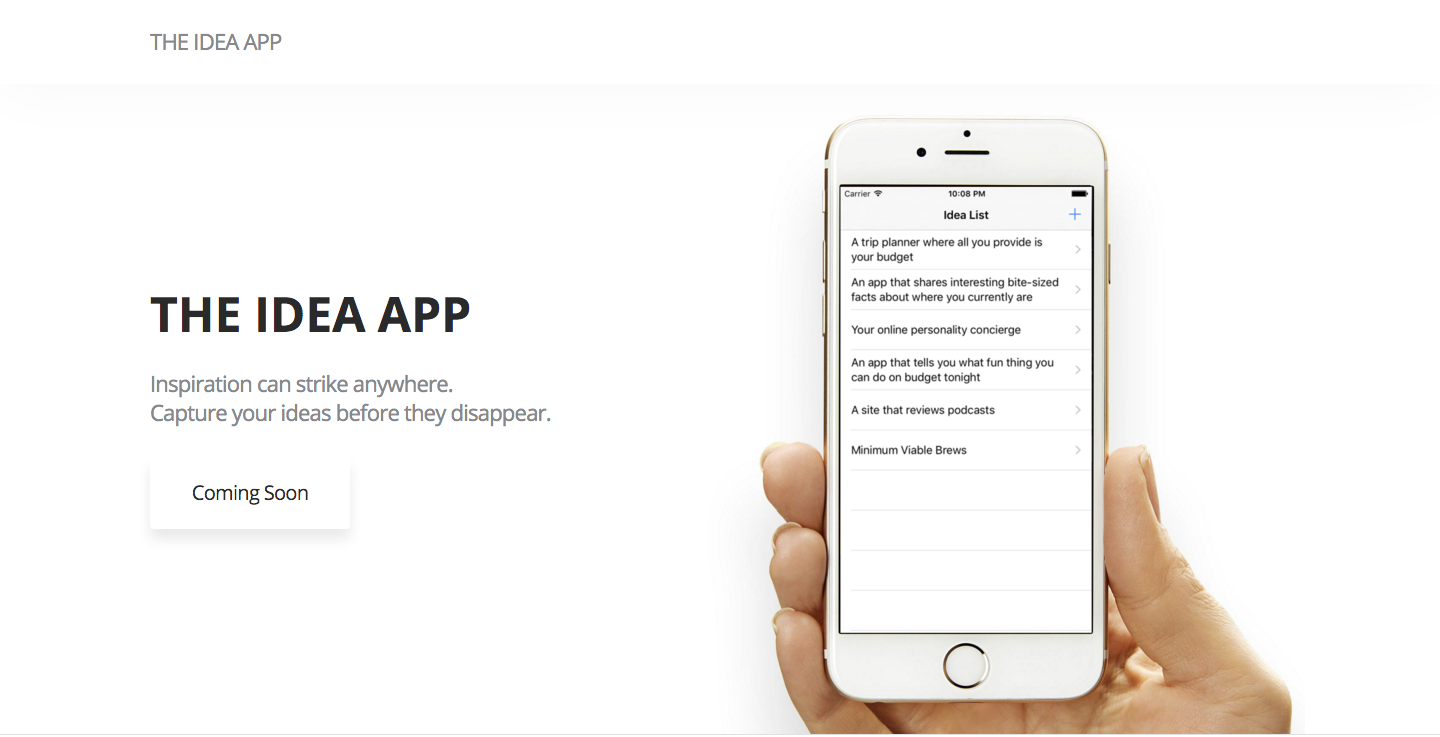 THE IDEA APP
THE IDEA APP
Inspiration can strike anywhere.
Capture your ideas before they disappear.
Coming Soon
Carrier 10:08 PM
Idea List +
A trip planner where all you provide is
your budget
An app that shares interesting bite-sized
facts about where you currently are
Your online personality concierge
An app that tells you what fun thing you
can do on budget tonight
A site that reviews podcasts
Minimum Viable Brews